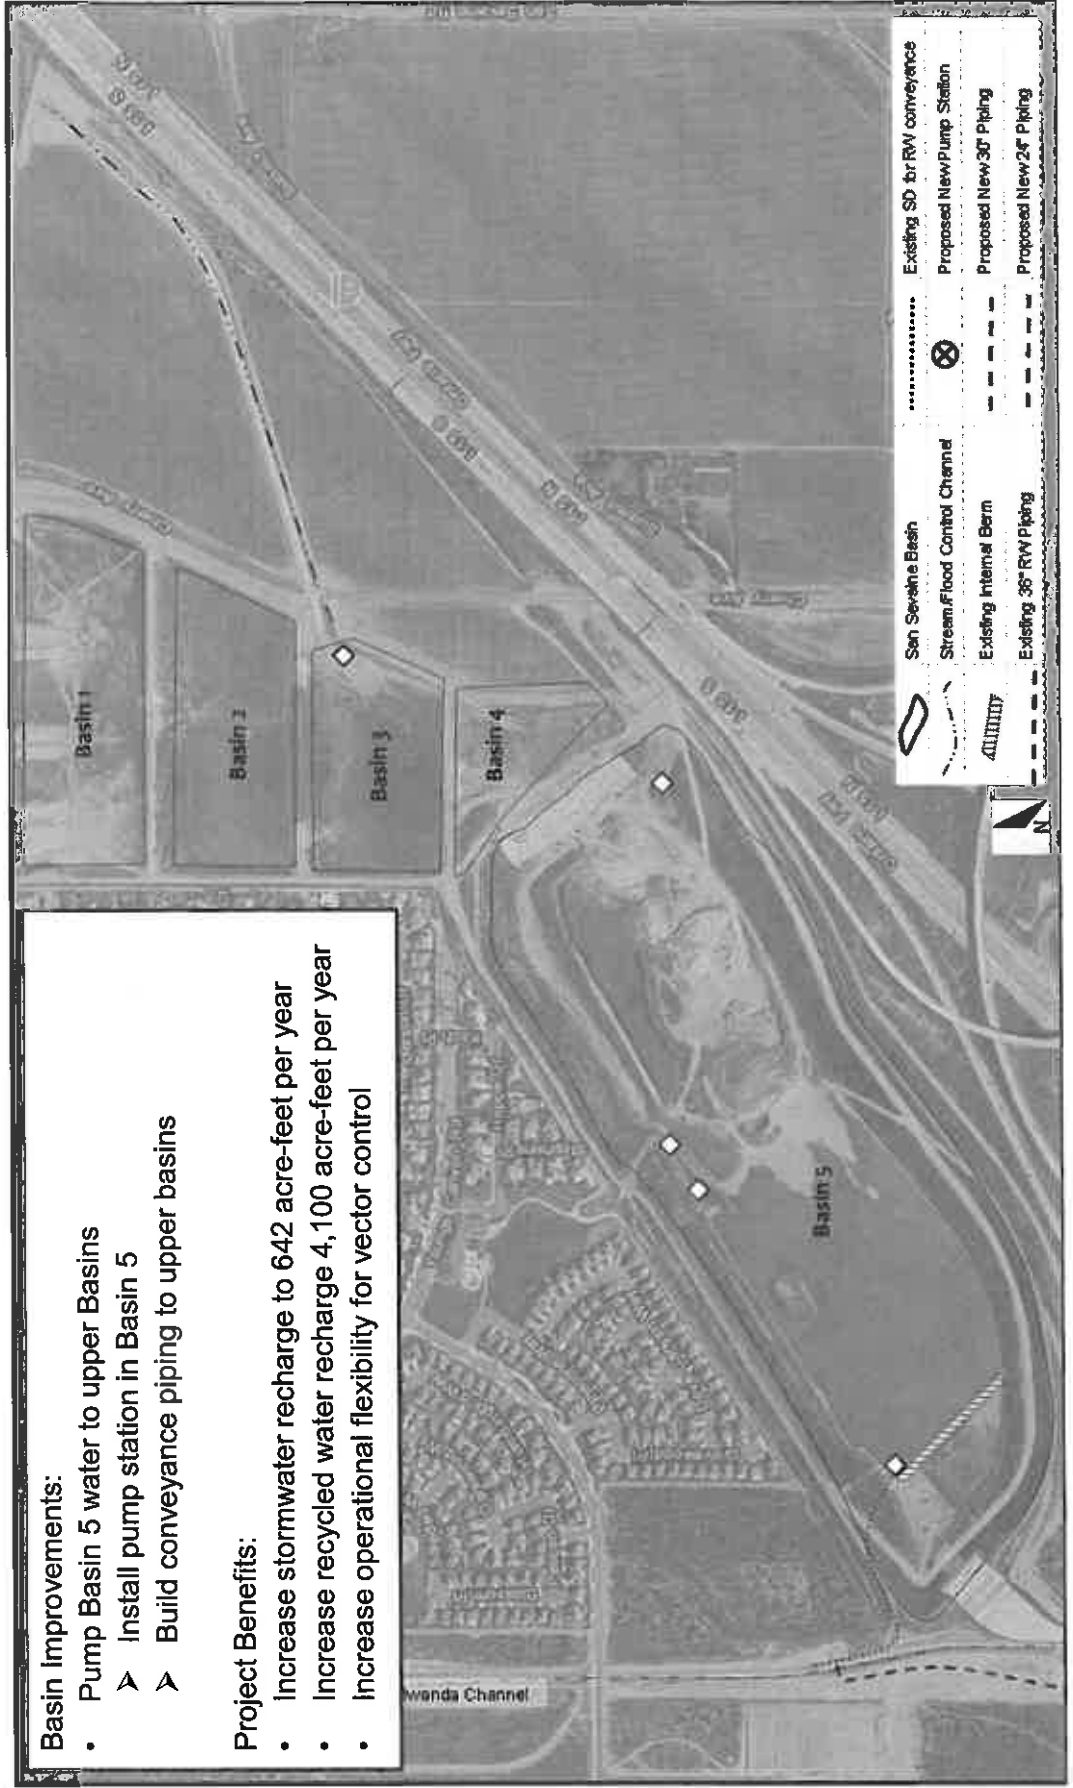 Basin Improvements:
• Pump Basin 5 water to upper Basins
➤ Install pump station in Basin 5
➤ Build conveyance piping to upper basins
Project Benefits:
• Increase stormwater recharge to 642 acre-feet per year
• Increase recycled water recharge 4,100 acre-feet per year
• Increase operational flexibility for vector control
Basin 1
Basin 2
Basin 3
Basin 4
Basin 5
wanda Channel
San Sevaine Basin
Stream/Flood Control Channel
Existing Internal Berm
Existing 36" RW Piping
Existing SD for RW conveyance
Proposed New Pump Station
Proposed New 30" Piping
Proposed New 24" Piping
N